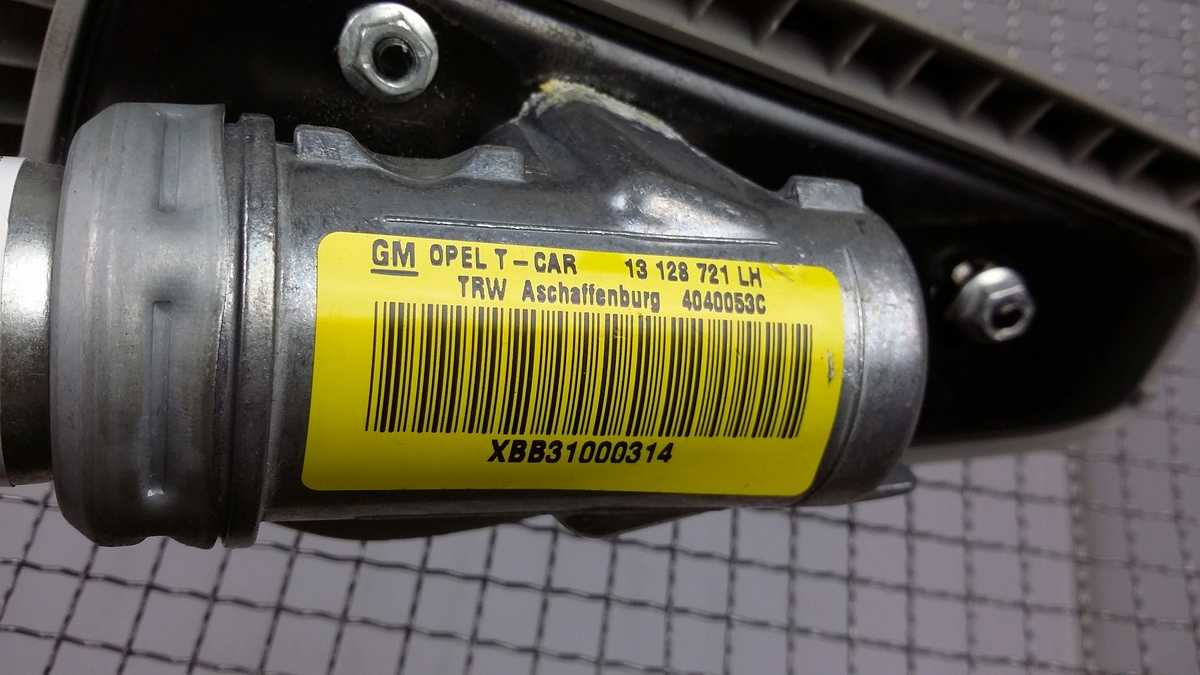 GM OPEL T-CAR 13 128 721 LH
TRW Aschaffenburg 4040053C
XBB31000314